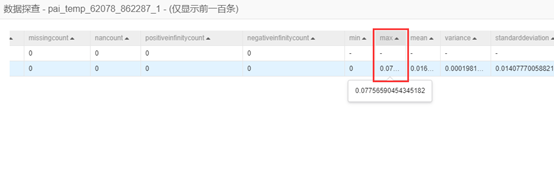 数据探查 - pai_temp_62078_862287_1 - (仅显示前一百条)
missingcount nancount positiveinfinitycount negativeinfinitycount min max mean variance standarddeviation
0 0 0 0 - - - - -
0 0 0 0 0 0.07... 0.016... 0.0001981... 0.01407770058821
0.07756590454345182